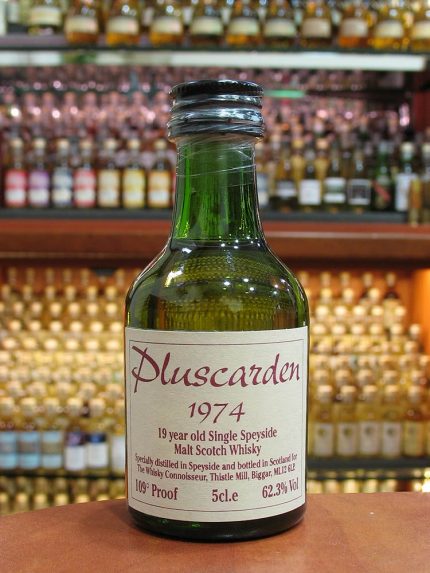 Pluscarden
1974
19 year old Single Speyside
Malt Scotch Whisky
Specially distilled in Speyside and bottled in Scotland for
The Whisky Connoisseur, Thistle Mill, Biggar, ML12 6LP
109° Proof 5cl.e 62.3% Vol